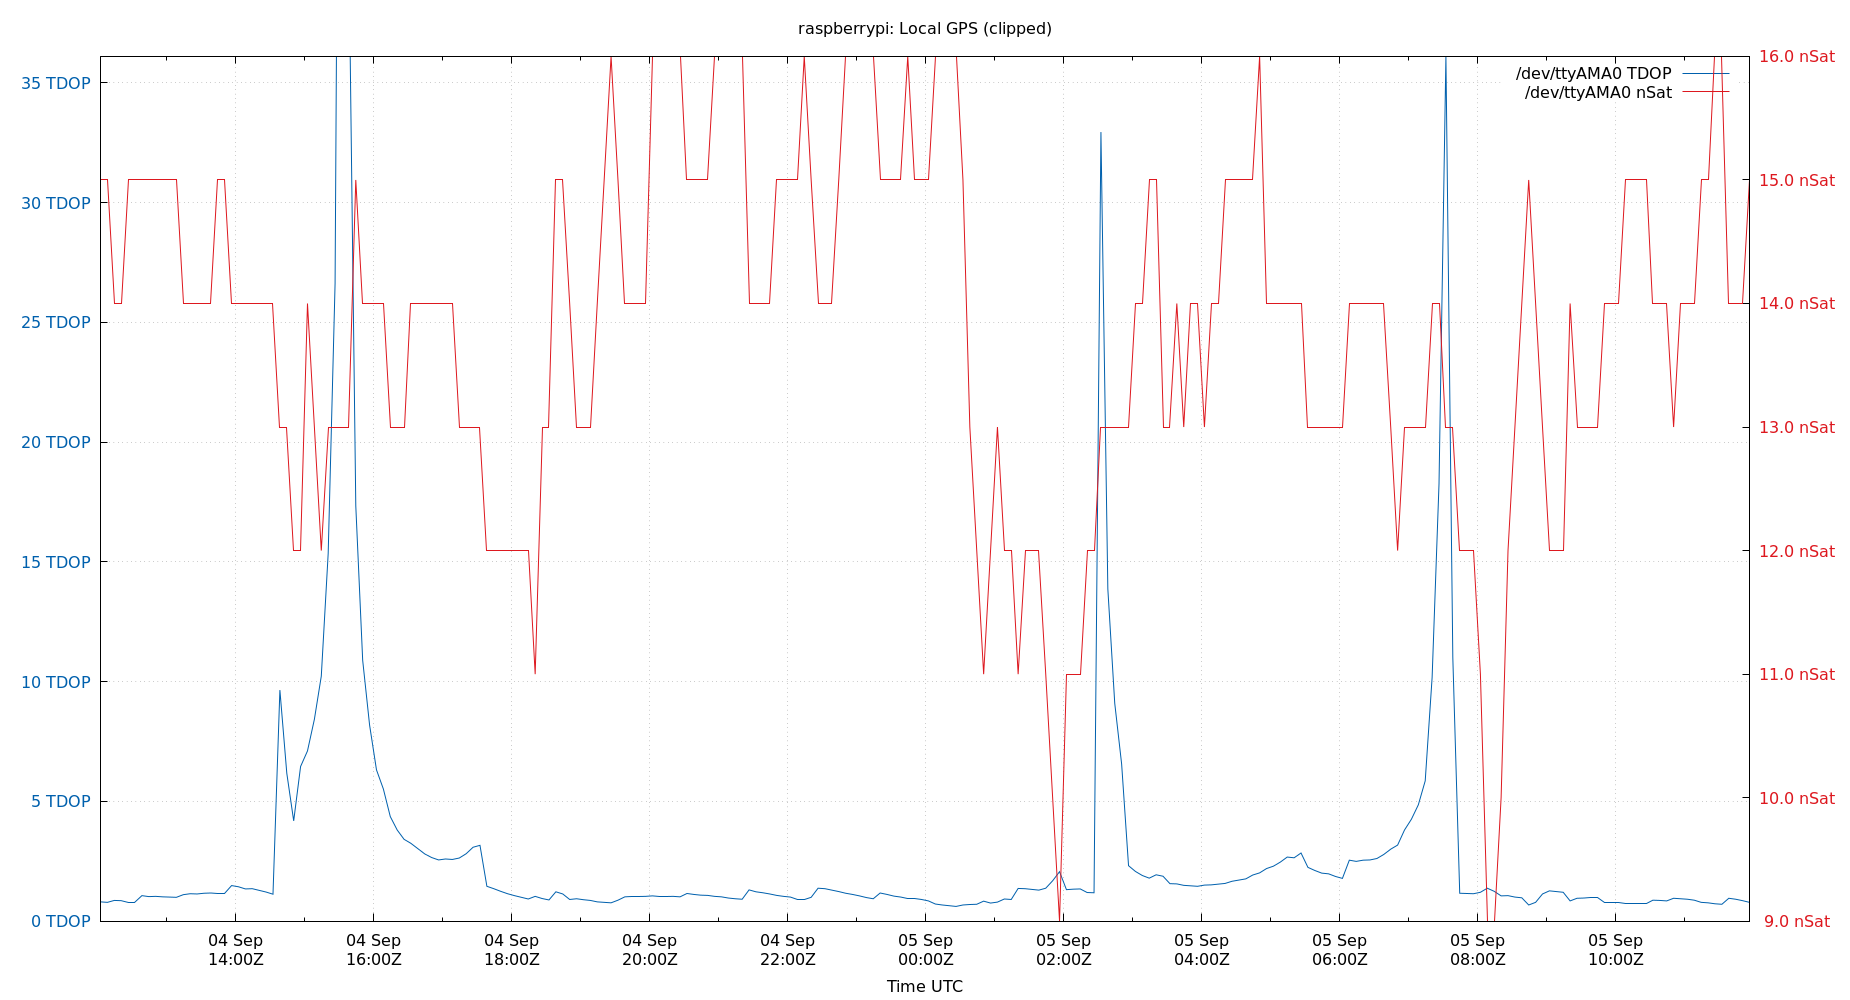 raspberrypi: Local GPS (clipped)
/dev/ttyAMA0 TDOP
/dev/ttyAMA0 nSat
35 TDOP
30 TDOP
25 TDOP
20 TDOP
15 TDOP
10 TDOP
5 TDOP
0 TDOP
16.0 nSat
15.0 nSat
14.0 nSat
13.0 nSat
12.0 nSat
11.0 nSat
10.0 nSat
9.0 nSat
04 Sep
14:00Z
04 Sep
16:00Z
04 Sep
18:00Z
04 Sep
20:00Z
04 Sep
22:00Z
05 Sep
00:00Z
05 Sep
02:00Z
05 Sep
04:00Z
05 Sep
06:00Z
05 Sep
08:00Z
05 Sep
10:00Z
Time UTC